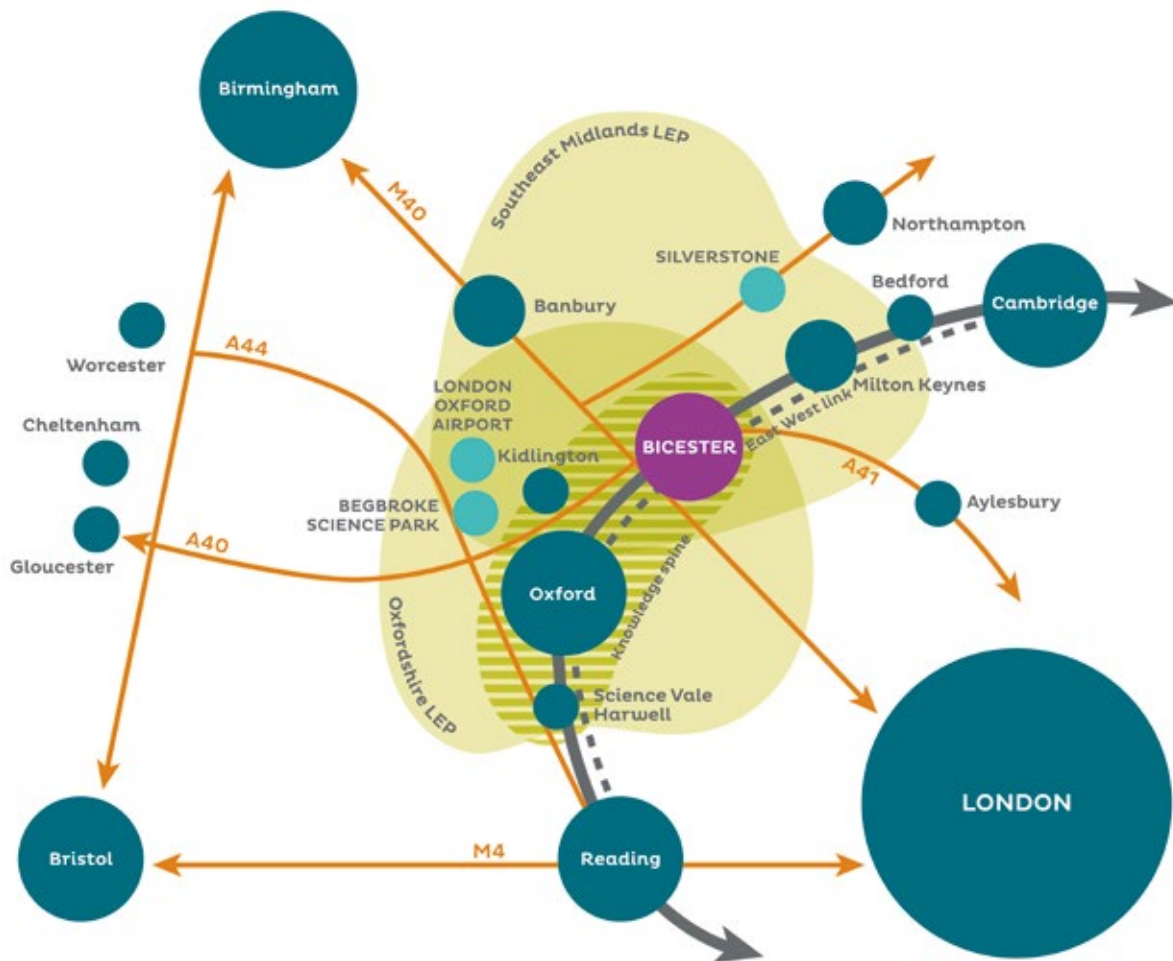 Birmingham
Southeast Midlands LEP
M40
Northampton
SILVERSTONE
Bedford
Cambridge
Banbury
Worcester
A44
Milton Keynes
East West link
LONDON
OXFORD
AIRPORT
Cheltenham
Kidlington
BICESTER
A41
BEGBROKE
SCIENCE PARK
Aylesbury
A40
Gloucester
Oxford
Knowledge spine
Oxfordshire LEP
Science Vale
Harwell
LONDON
Bristol
M4
Reading